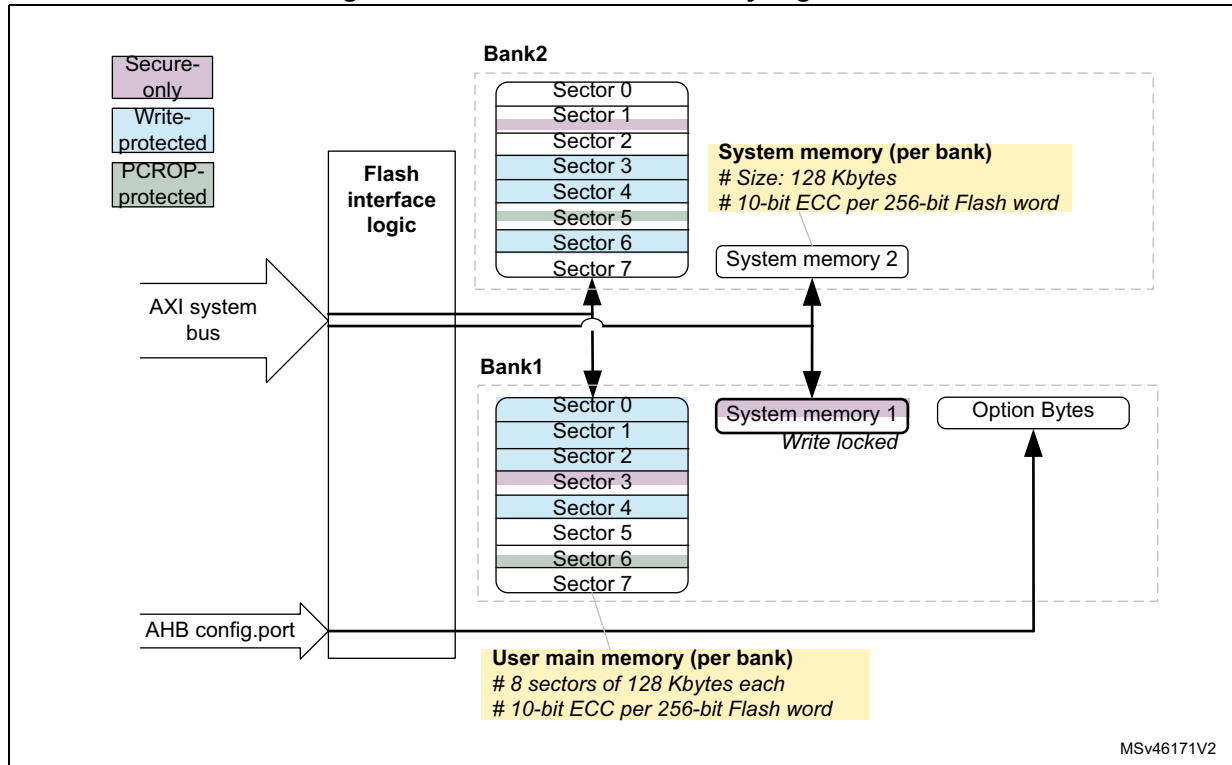 Secure-
only
Write-
protected
PCROP-
protected
Flash
interface
logic
AXI system
bus
AHB config.port
Bank2
Sector 0
Sector 1
Sector 2
Sector 3
Sector 4
Sector 5
Sector 6
Sector 7
System memory (per bank)
# Size: 128 Kbytes
# 10-bit ECC per 256-bit Flash word
System memory 2
Bank1
Sector 0
Sector 1
Sector 2
Sector 3
Sector 4
Sector 5
Sector 6
Sector 7
System memory 1
Write locked
Option Bytes
User main memory (per bank)
# 8 sectors of 128 Kbytes each
# 10-bit ECC per 256-bit Flash word
MSv46171V2